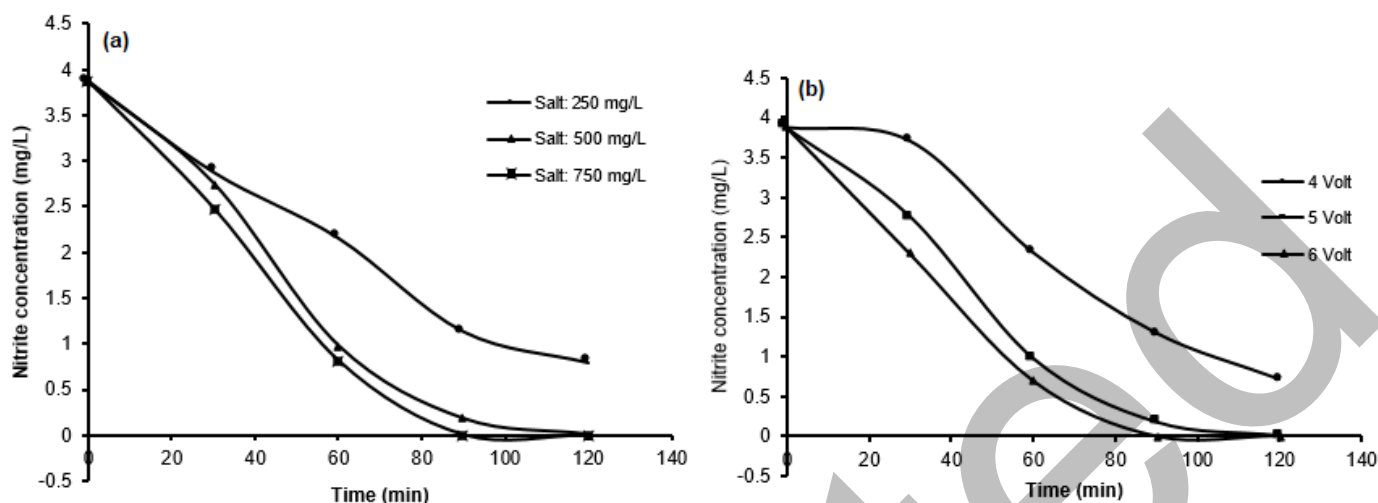 (a)
Nitrite concentration (mg/L)
4.5
4
3.5
3
2.5
2
1.5
1
0.5
0
-0.5
Salt: 250 mg/L
Salt: 500 mg/L
Salt: 750 mg/L
0 20 40 60 80 100 120 140
Time (min)
(b)
Nitrite concentration (mg/L)
4.5
4
3.5
3
2.5
2
1.5
1
0.5
0
-0.5
4 Volt
5 Volt
6 Volt
0 20 40 60 80 100 120 140
Time (min)